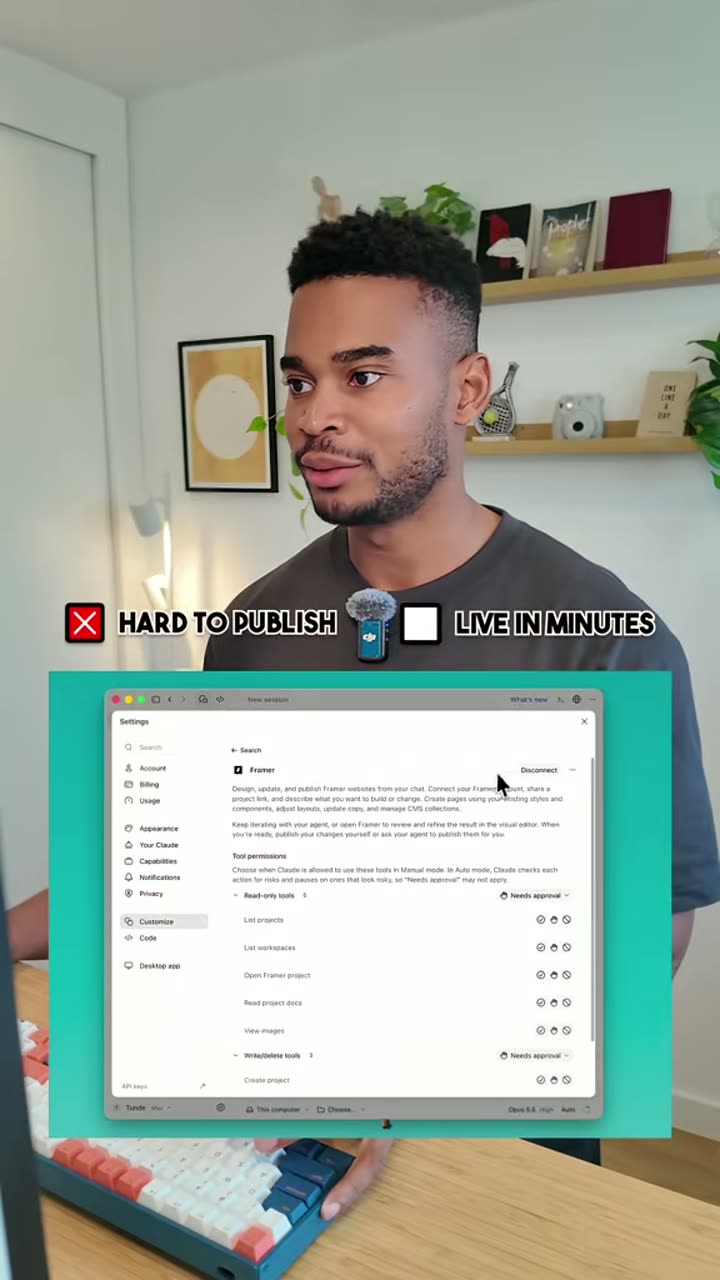 Prophet
ONE
LINE
A
DAY
HARD TO PUBLISH
LIVE IN MINUTES
dji
New session
What's new
Settings
Search
Account
Billing
Usage
Appearance
Your Claude
Capabilities
Notifications
Privacy
Customize
Code
Desktop app
API keys
Search
Framer
Disconnect
Design, update, and publish Framer websites from your chat. Connect your Framer account, share a
project link, and describe what you want to build or change. Create pages using your existing styles and
components, adjust layouts, update copy, and manage CMS collections.
Keep iterating with your agent, or open Framer to review and refine the result in the visual editor. When
you're ready, publish your changes yourself or ask your agent to publish them for you.
Tool permissions
Choose when Claude is allowed to use these tools in Manual mode. In Auto mode, Claude checks each
action for risks and pauses on ones that look risky, so "Needs approval" may not apply.
Read-only tools 5
Needs approval
List projects
List workspaces
Open Framer project
Read project docs
View images
Write/delete tools 3
Needs approval
Create project
Tunde Max
This computer
Choose...
Opus 5.5 High Auto